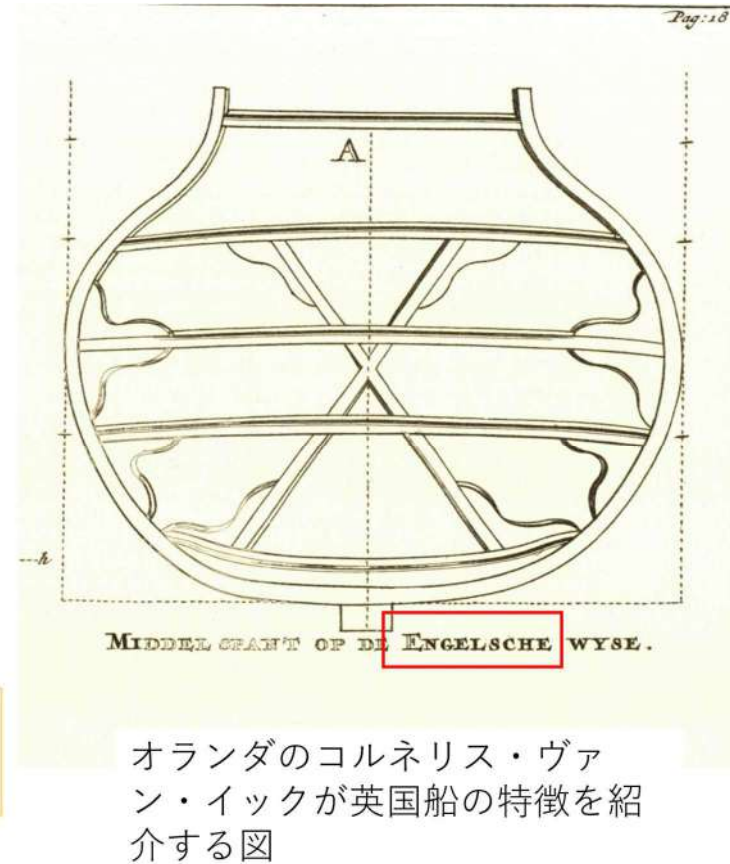 Pag: 18
A
h
MIDDEL SPANT OP DE ENGELSCHE WYSE.
オランダのコルネリス・ヴァ
ン・イックが英国船の特徴を紹
介する図